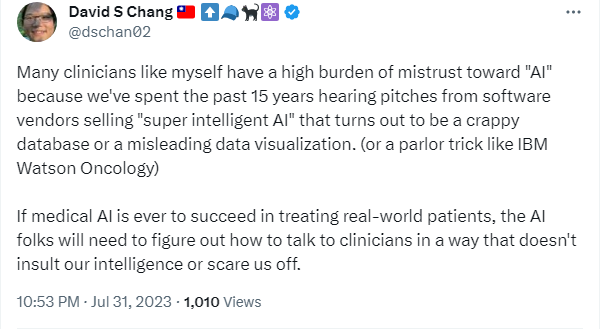 David S Chang 🇹🇼 ⬆️🧢🐈‍⬛⚛️
@dschan02
Many clinicians like myself have a high burden of mistrust toward "AI"
because we've spent the past 15 years hearing pitches from software
vendors selling "super intelligent AI" that turns out to be a crappy
database or a misleading data visualization. (or a parlor trick like IBM
Watson Oncology)
If medical AI is ever to succeed in treating real-world patients, the AI
folks will need to figure out how to talk to clinicians in a way that doesn't
insult our intelligence or scare us off.
10:53 PM · Jul 31, 2023 · 1,010 Views